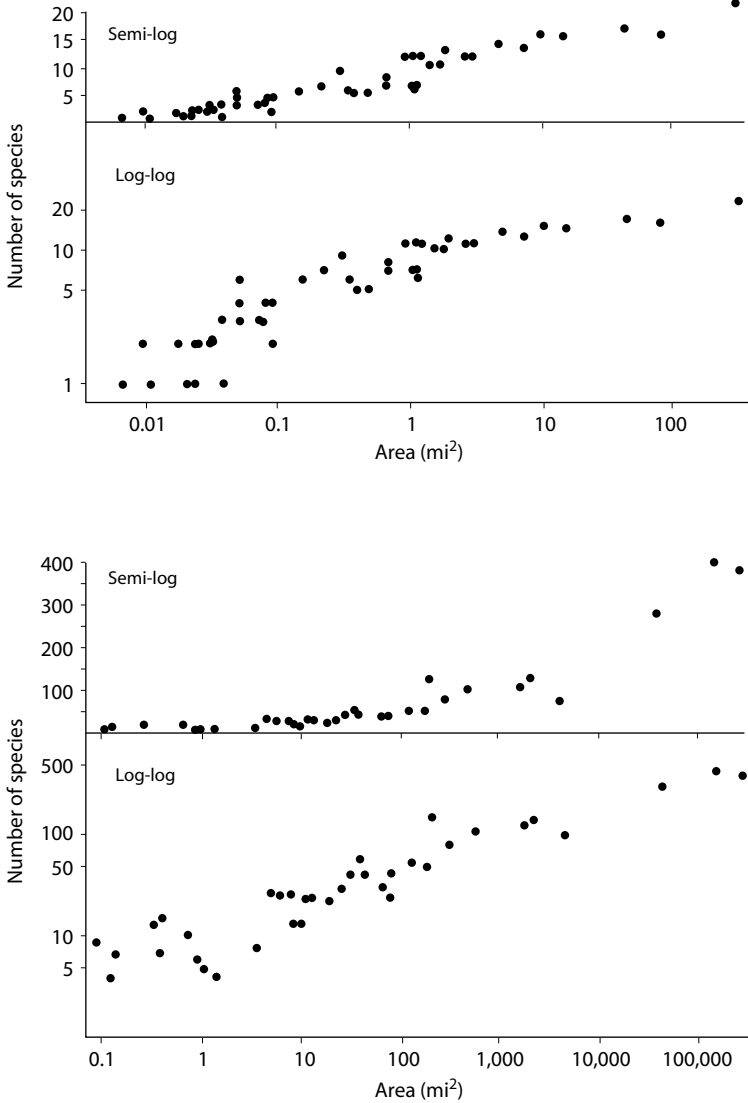 20
15
10
5
Semi-log
Number of species
Log-log
20
10
5
1
0.01 0.1 1 10 100
Area (mi²)
400
300
200
100
Semi-log
Number of species
Log-log
500
100
50
10
5
0.1 1 10 100 1,000 10,000 100,000
Area (mi²)